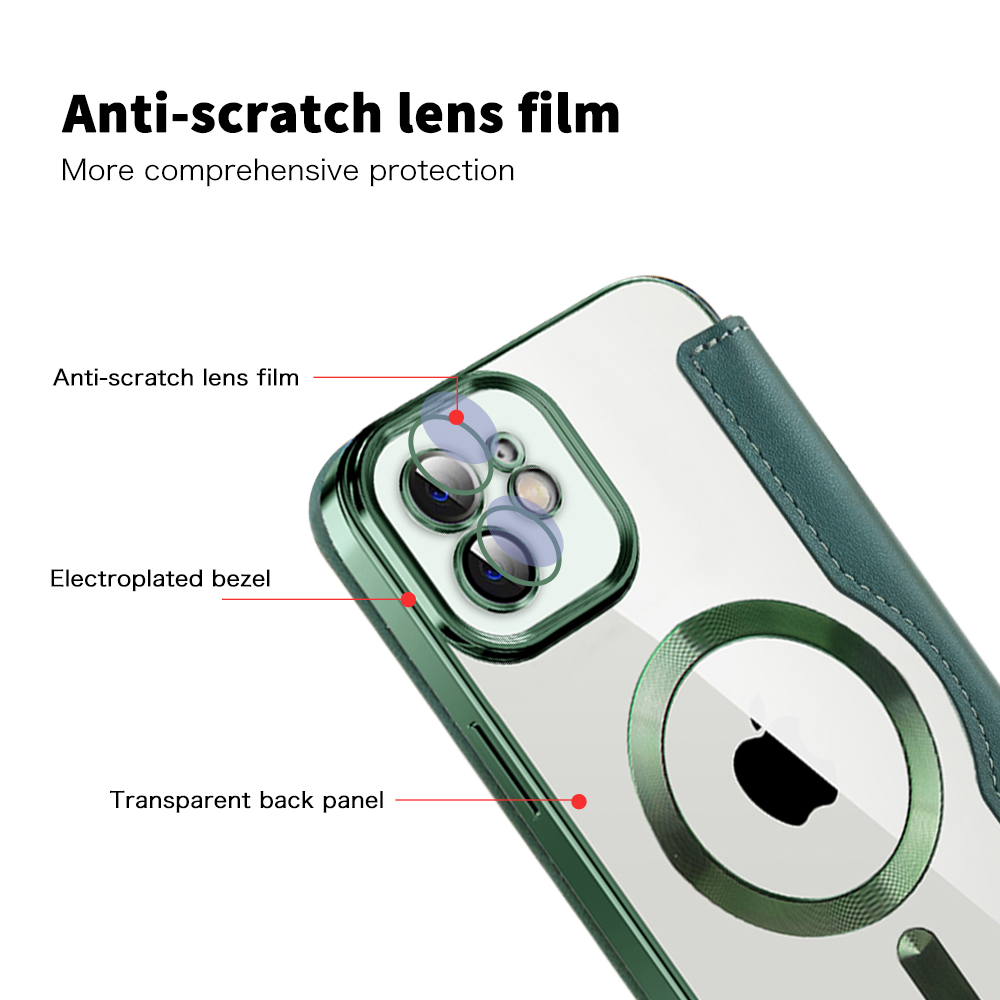 Anti-scratch lens film
More comprehensive protection
Anti-scratch lens film
Electroplated bezel
Transparent back panel